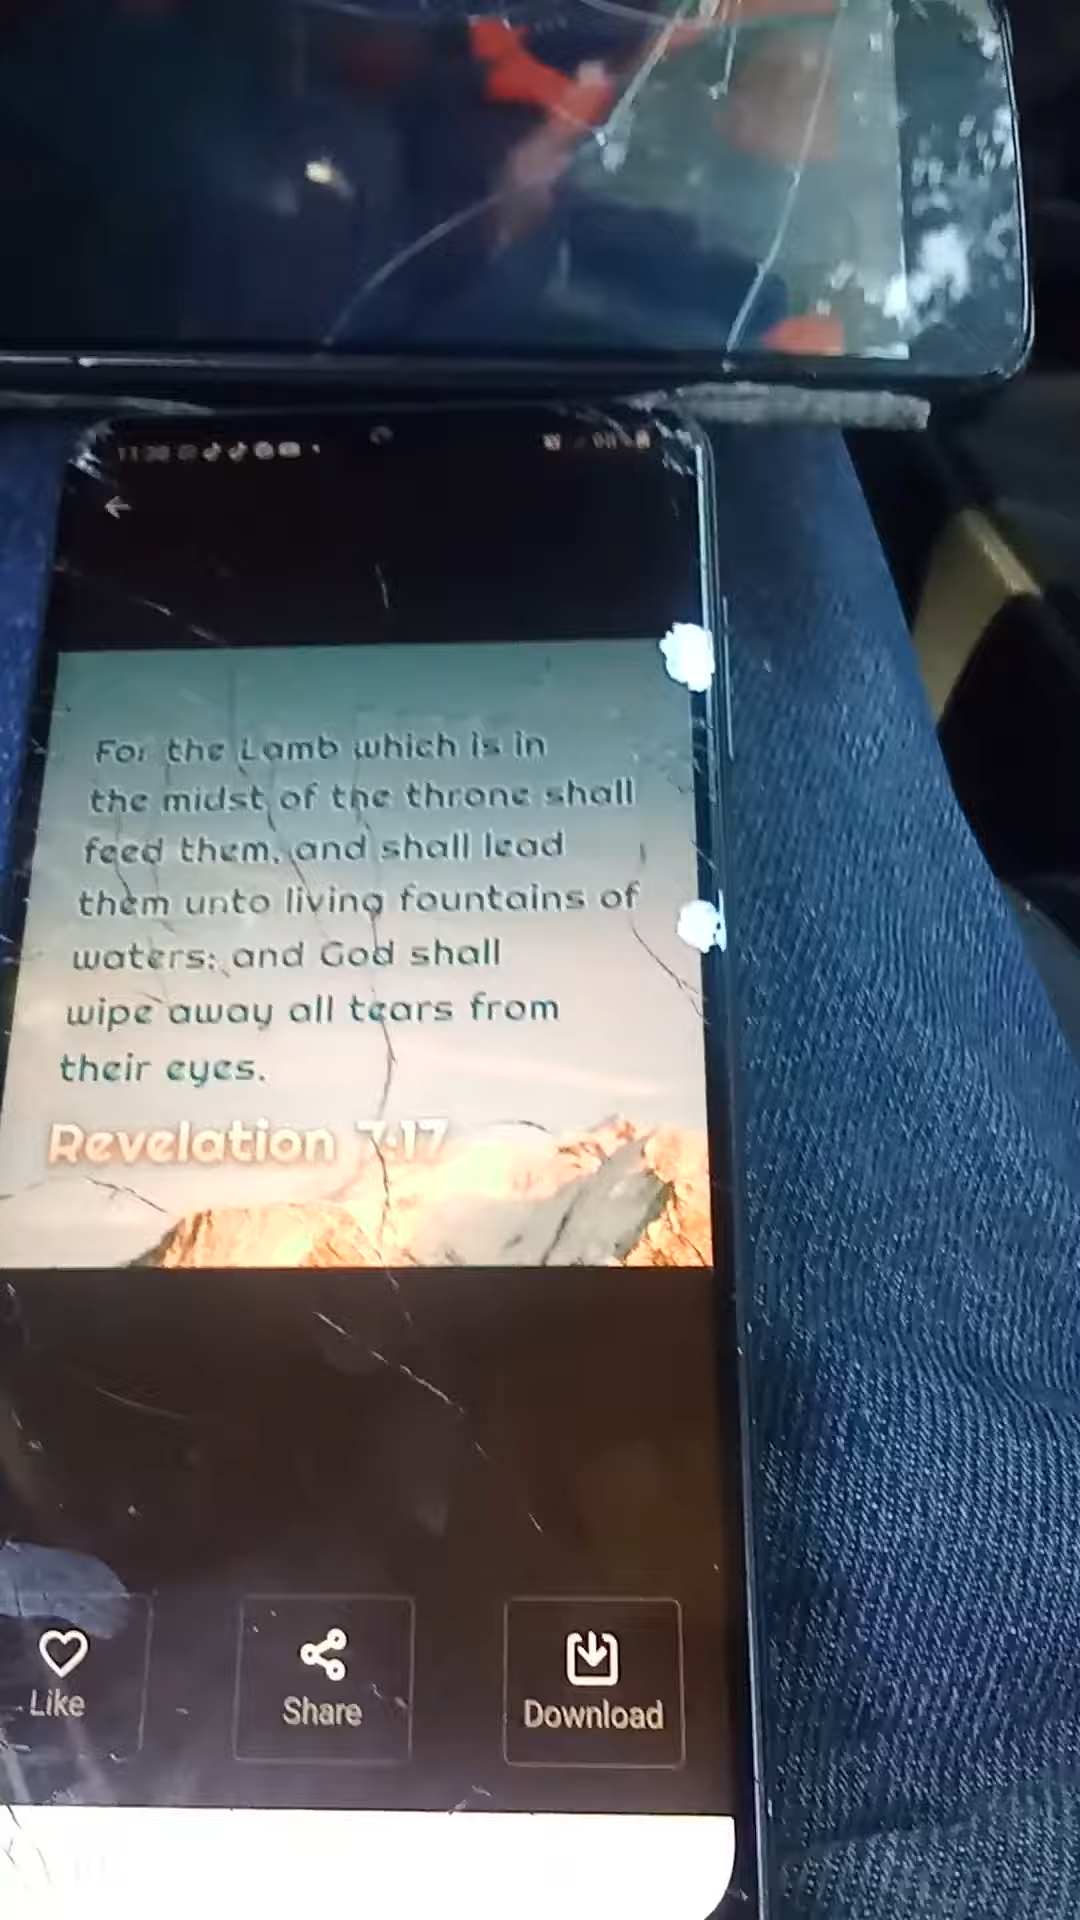 For the Lamb which is in
the midst of the throne shall
feed them, and shall lead
them unto living fountains of
waters: and God shall
wipe away all tears from
their eyes.
Revelation 7:17
Like
Share
Download